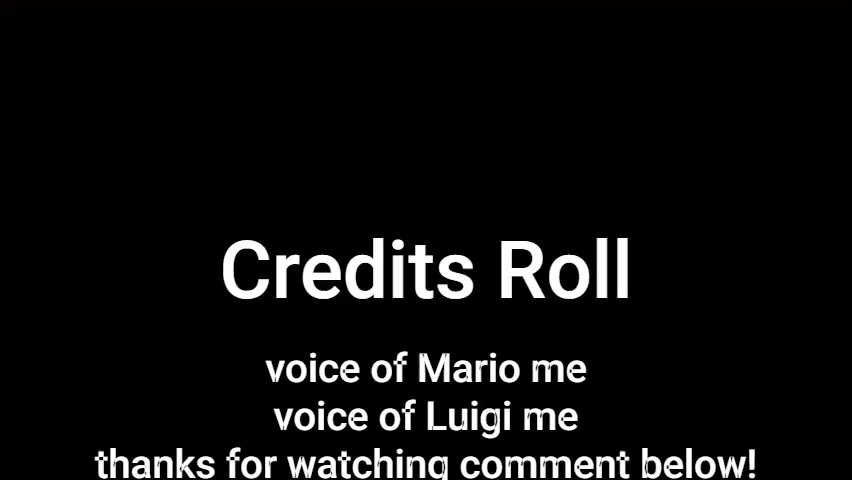 Credits Roll
voice of Mario me
voice of Luigi me
thanks for watching comment below!